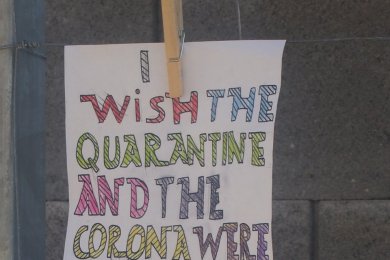 I
WiSH THE
QUARANTINE
AND THE
CORONA WERE